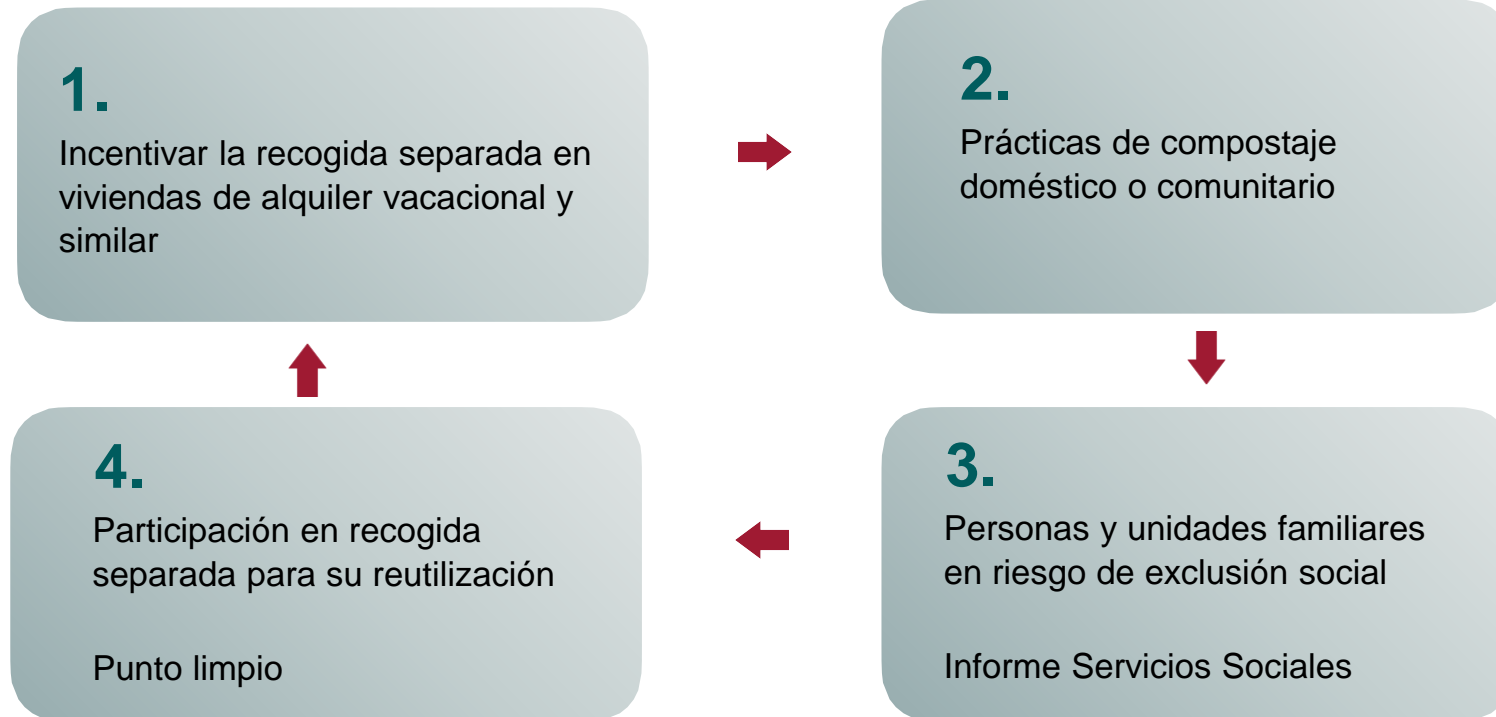 1.
Incentivar la recogida separada en
viviendas de alquiler vacacional y
similar
2.
Prácticas de compostaje
doméstico o comunitario
3.
Personas y unidades familiares
en riesgo de exclusión social
Informe Servicios Sociales
4.
Participación en recogida
separada para su reutilización
Punto limpio